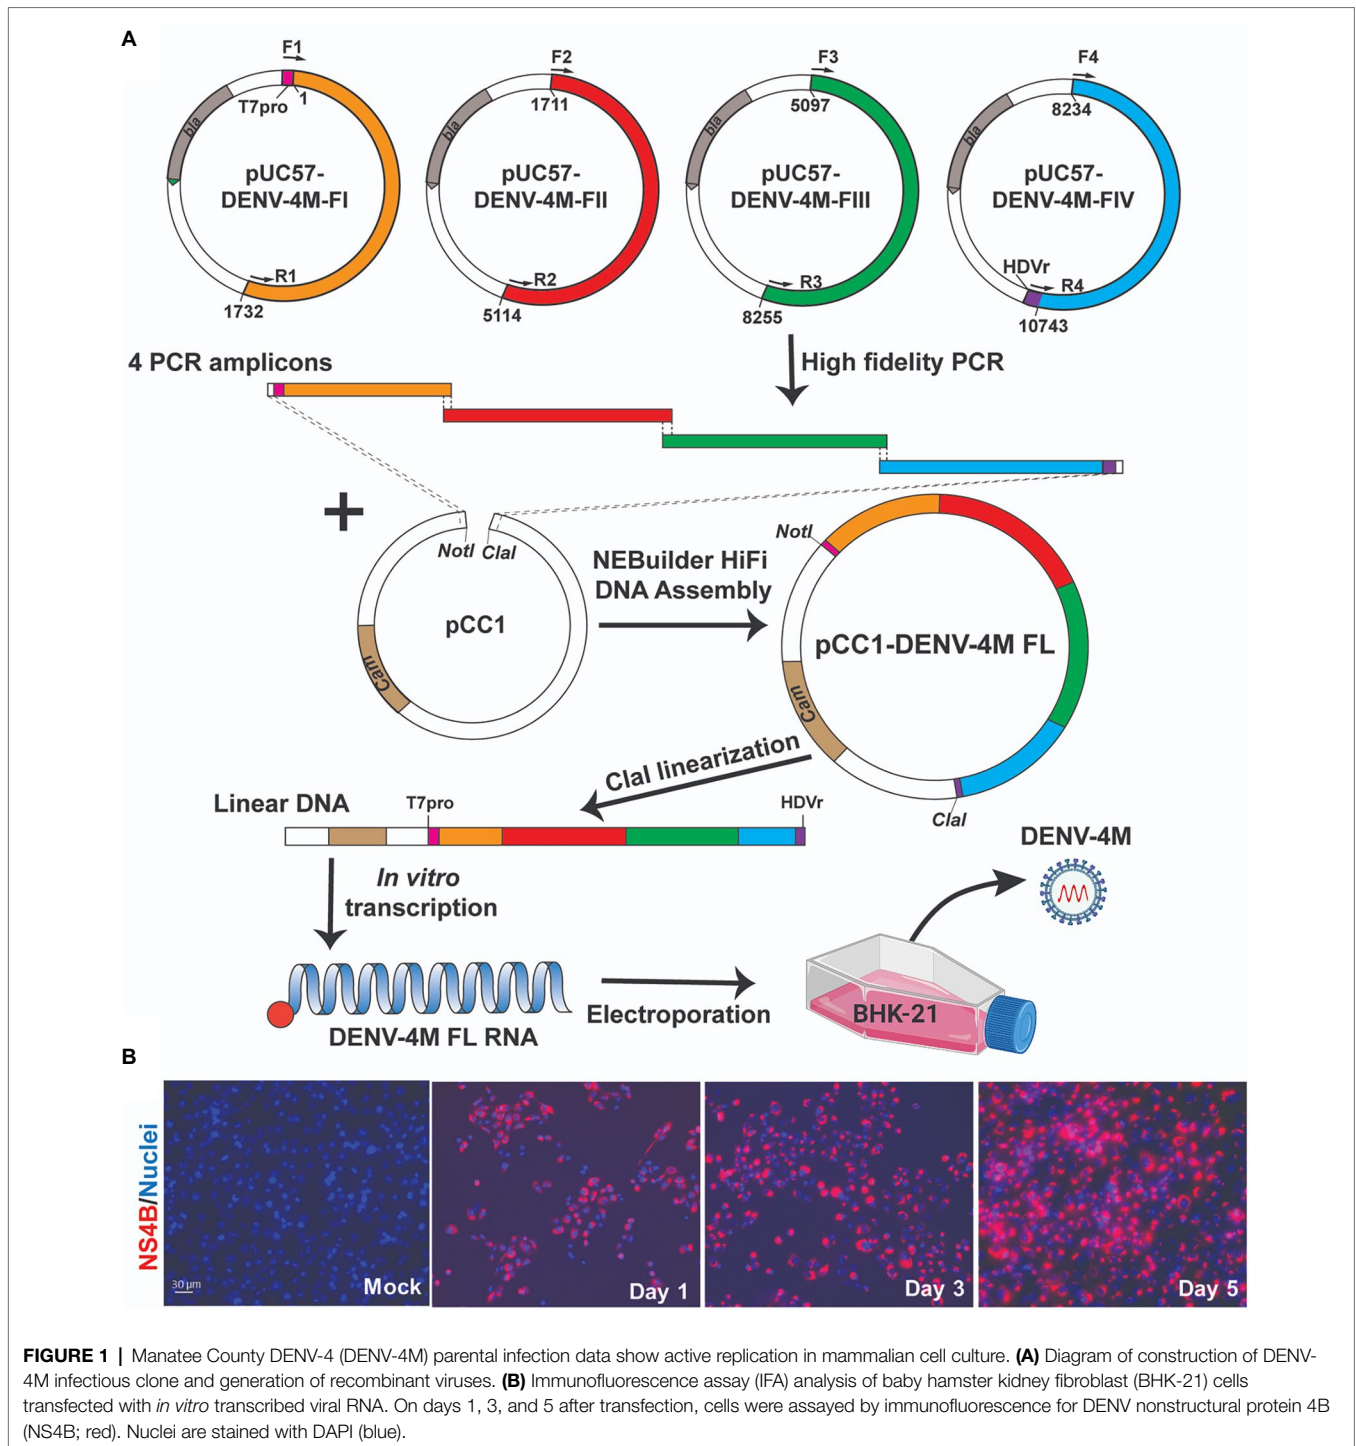 A
F1
F2
F3
F4
T7pro
1
1711
5097
8234
bla
bla
bla
bla
pUC57-
DENV-4M-FI
pUC57-
DENV-4M-FII
pUC57-
DENV-4M-FIII
pUC57-
DENV-4M-FIV
HDVr
R1
R2
R3
R4
1732
5114
8255
10743
4 PCR amplicons
High fidelity PCR
+
NotI
ClaI
pCC1
Cam
NEBuilder HiFi
DNA Assembly
NotI
pCC1-DENV-4M FL
Cam
ClaI
ClaI linearization
Linear DNA
T7pro
HDVr
DENV-4M
In vitro
transcription
DENV-4M FL RNA
Electroporation
BHK-21
B
NS4B/Nuclei
30 µm
Mock
Day 1
Day 3
Day 5
FIGURE 1 | Manatee County DENV-4 (DENV-4M) parental infection data show active replication in mammalian cell culture. (A) Diagram of construction of DENV-
4M infectious clone and generation of recombinant viruses. (B) Immunofluorescence assay (IFA) analysis of baby hamster kidney fibroblast (BHK-21) cells
transfected with in vitro transcribed viral RNA. On days 1, 3, and 5 after transfection, cells were assayed by immunofluorescence for DENV nonstructural protein 4B
(NS4B; red). Nuclei are stained with DAPI (blue).